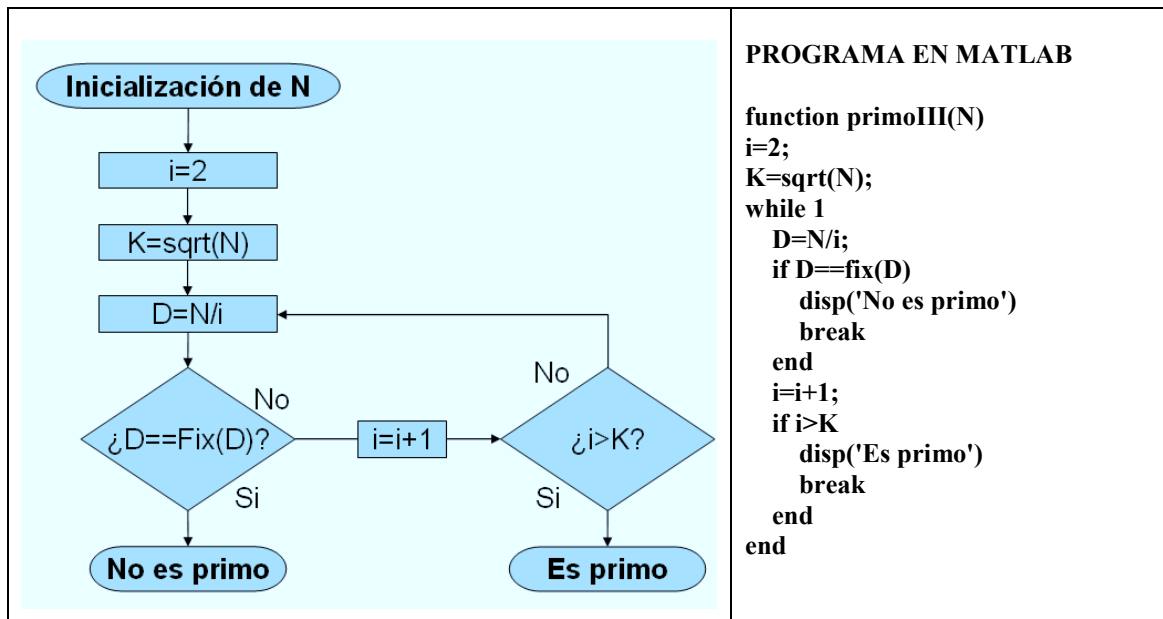 Inicialización de N
i=2
K=sqrt(N)
D=N/i
¿D==Fix(D)?
No
Si
i=i+1
¿i>K?
No
Si
No es primo
Es primo
PROGRAMA EN MATLAB
function primoIII(N)
i=2;
K=sqrt(N);
while 1
D=N/i;
if D==fix(D)
disp('No es primo')
break
end
i=i+1;
if i>K
disp('Es primo')
break
end
end